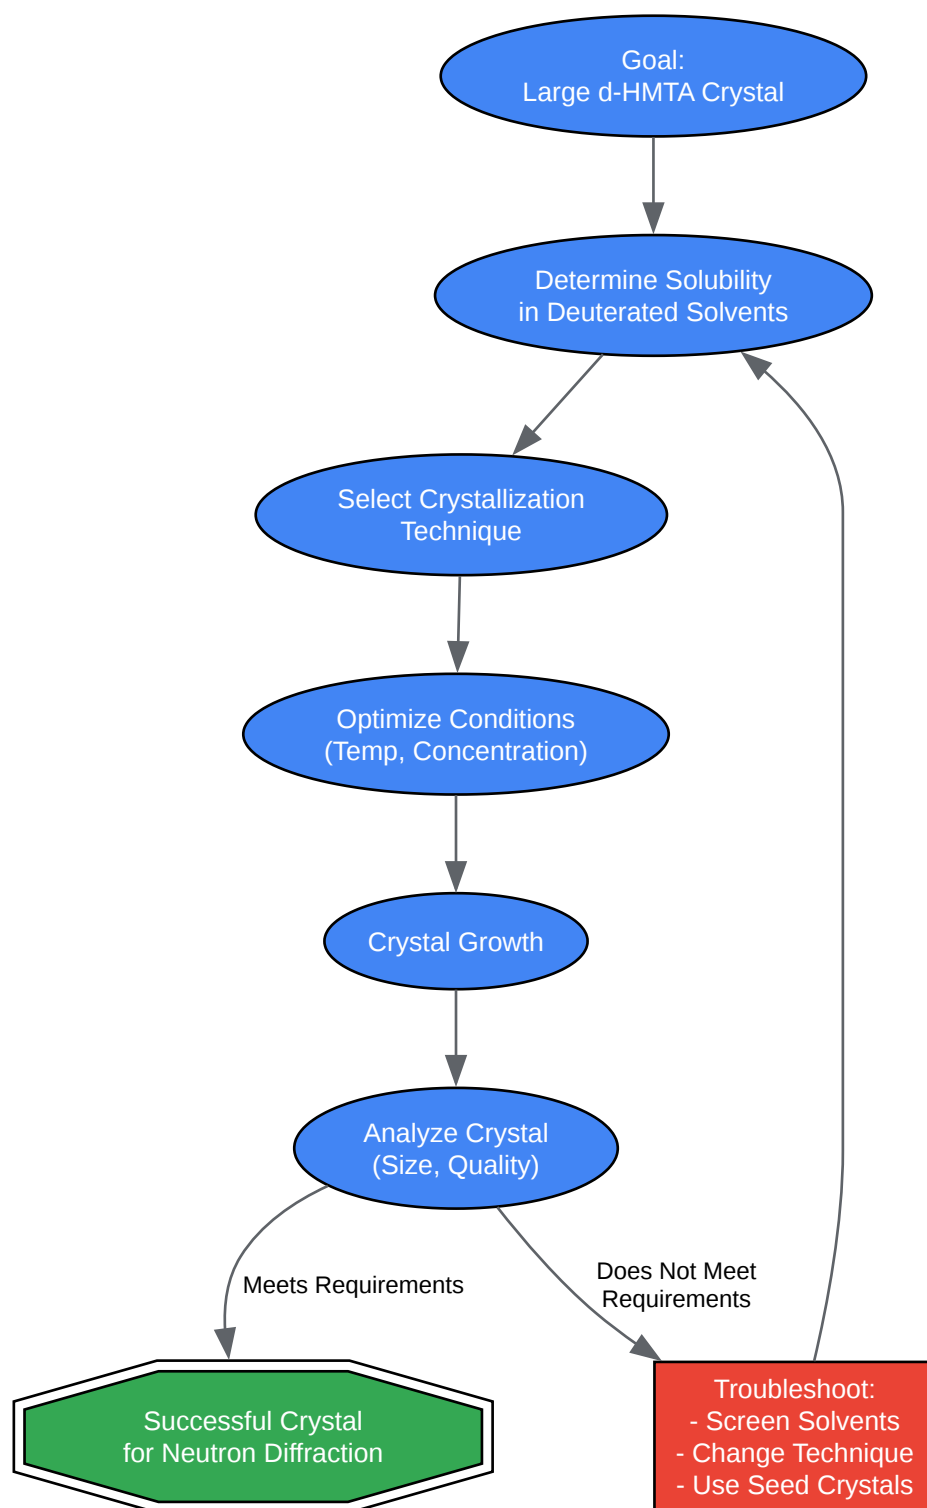 Goal:
Large d-HMTA Crystal
Determine Solubility
in Deuterated Solvents
Select Crystallization
Technique
Optimize Conditions
(Temp, Concentration)
Crystal Growth
Analyze Crystal
(Size, Quality)
Meets Requirements
Does Not Meet
Requirements
Successful Crystal
for Neutron Diffraction
Troubleshoot:
- Screen Solvents
- Change Technique
- Use Seed Crystals